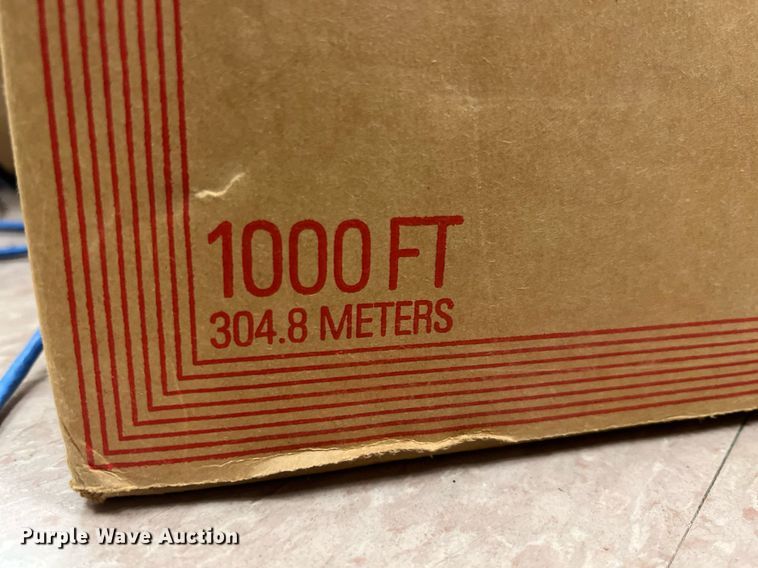 1000 FT
304.8 METERS
Purple Wave Auction